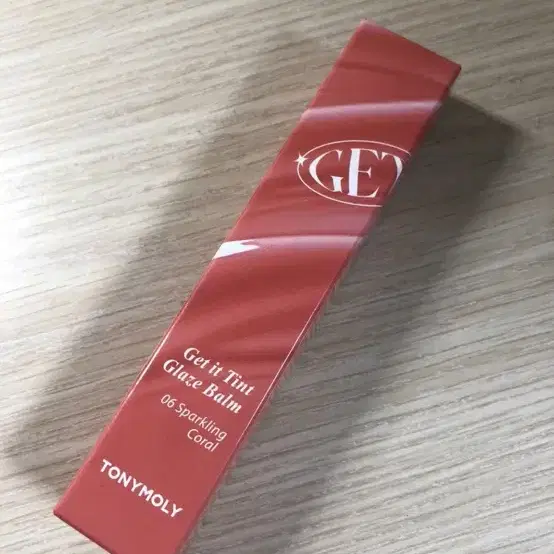 GET
Get it Tint
Glaze Balm
06 Sparkling
Coral
TONYMOLY